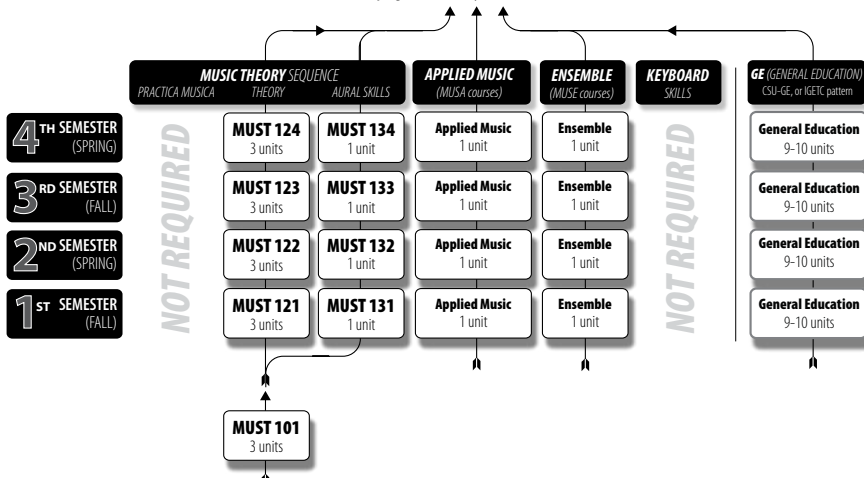 MUSIC THEORY SEQUENCE
PRACTICA MUSICA THEORY AURAL SKILLS
APPLIED MUSIC
(MUSA courses)
ENSEMBLE
(MUSE courses)
KEYBOARD
SKILLS
GE (GENERAL EDUCATION)
CSU-GE, or IGETC pattern
4TH SEMESTER
(SPRING)
MUST 124
3 units
MUST 134
1 unit
Applied Music
1 unit
Ensemble
1 unit
General Education
9-10 units
3RD SEMESTER
(FALL)
MUST 123
3 units
MUST 133
1 unit
Applied Music
1 unit
Ensemble
1 unit
General Education
9-10 units
2ND SEMESTER
(SPRING)
MUST 122
3 units
MUST 132
1 unit
Applied Music
1 unit
Ensemble
1 unit
General Education
9-10 units
1ST SEMESTER
(FALL)
MUST 121
3 units
MUST 131
1 unit
Applied Music
1 unit
Ensemble
1 unit
General Education
9-10 units
NOT REQUIRED
NOT REQUIRED
MUST 101
3 units